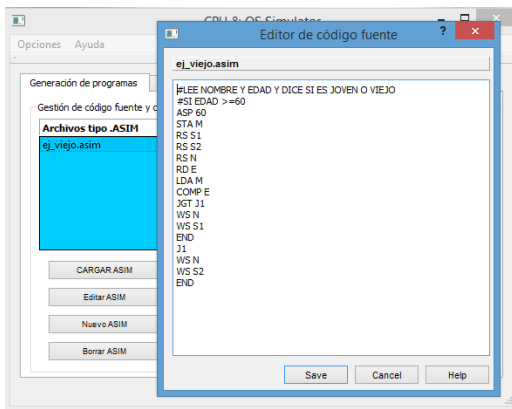 CPU & OS Simulator
Opciones Ayuda
Generación de programas
Gestión de código fuente y
Archivos tipo .ASIM
ej_viejo.asim
CARGAR ASIM
Editar ASIM
Nuevo ASIM
Borrar ASIM
Editor de código fuente ? ×
ej_viejo.asim
#LEE NOMBRE Y EDAD Y DICE SI ES JOVEN O VIEJO
#SI EDAD >=60
ASP 60
STA M
RS S1
RS S2
RS N
RD E
LDA M
COMP E
JGT J1
WS N
WS S1
END
J1
WS N
WS S2
END
Save Cancel Help